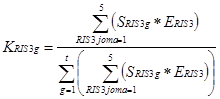 K_{RIS3g} = \frac{\sum_{RIS3joma=1}^{5} (S_{RIS3g} * E_{RIS3})}{\sum_{g=1}^{t} \left( \sum_{RIS3joma=1}^{5} (S_{RIS3g} * E_{RIS3}) \right)}